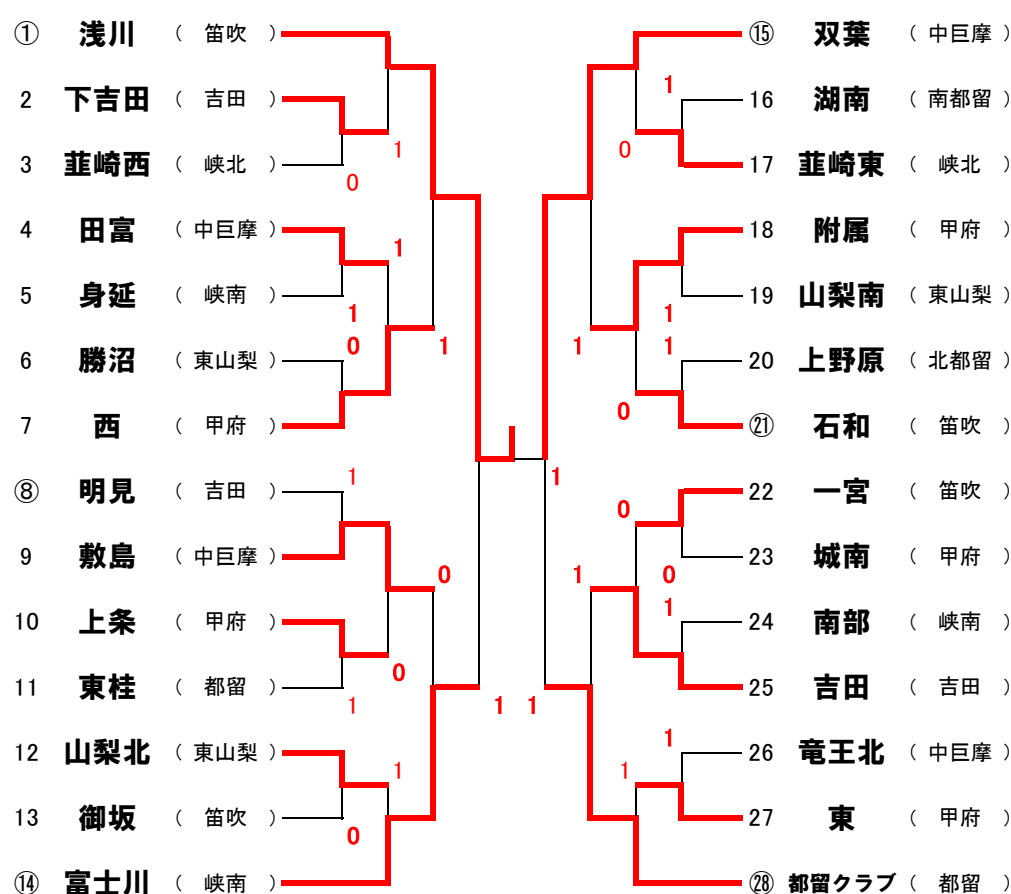 ① 浅川 （ 笛吹 ） ⑮ 双葉 （ 中巨摩 ）
1
2 下吉田 （ 吉田 ） 16 湖南 （ 南都留 ）
1 0
3 韮崎西 （ 峡北 ） 17 韮崎東 （ 峡北 ）
0
4 田富 （ 中巨摩 ） 18 附属 （ 甲府 ）
1
5 身延 （ 峡南 ） 19 山梨南 （ 東山梨 ）
1 1
0 1 1 1
6 勝沼 （ 東山梨 ） 20 上野原 （ 北都留 ）
0
7 西 （ 甲府 ） ㉑ 石和 （ 笛吹 ）
1 1
⑧ 明見 （ 吉田 ） 22 一宮 （ 笛吹 ）
0
9 敷島 （ 中巨摩 ） 23 城南 （ 甲府 ）
0 1 0
1
10 上条 （ 甲府 ） 24 南部 （ 峡南 ）
0
11 東桂 （ 都留 ） 25 吉田 （ 吉田 ）
1 1 1
1
12 山梨北 （ 東山梨 ） 26 竜王北 （ 中巨摩 ）
1 1
13 御坂 （ 笛吹 ） 27 東 （ 甲府 ）
0
⑭ 富士川 （ 峡南 ） ㉘ 都留クラブ （ 都留 ）